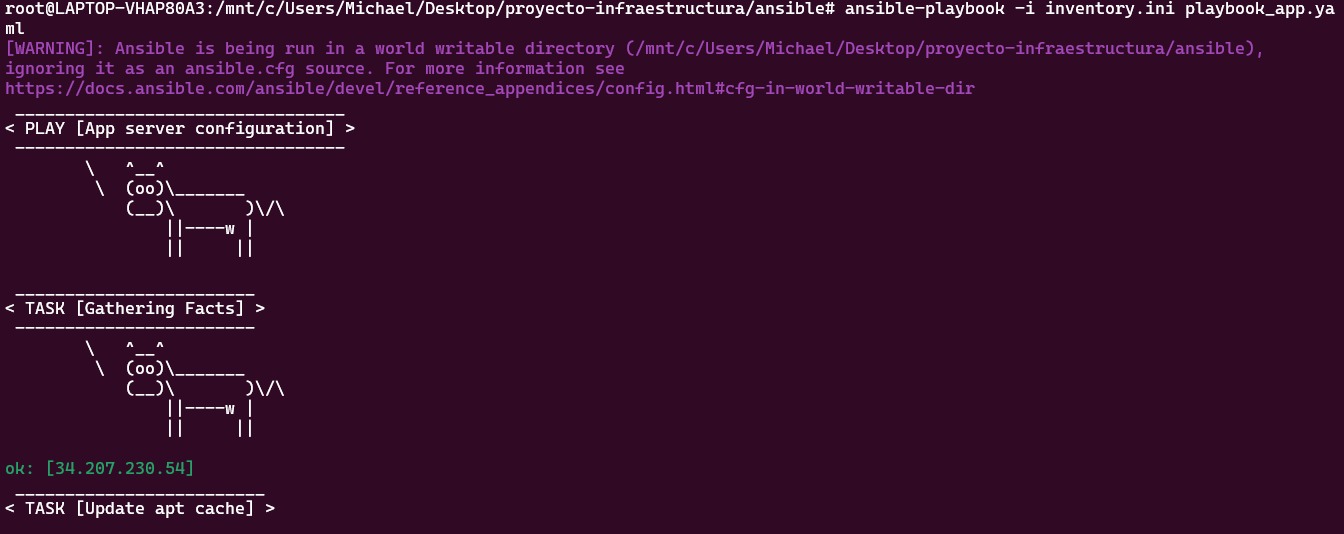 root@LAPTOP-VHAP80A3:/mnt/c/Users/Michael/Desktop/proyecto-infraestructura/ansible# ansible-playbook -i inventory.ini playbook_app.ya
ml
[WARNING]: Ansible is being run in a world writable directory (/mnt/c/Users/Michael/Desktop/proyecto-infraestructura/ansible),
ignoring it as an ansible.cfg source. For more information see
https://docs.ansible.com/ansible/devel/reference_appendices/config.html#cfg-in-world-writable-dir
 _________________________________
< PLAY [App server configuration] >
 ---------------------------------
        \   ^__^
         \  (oo)\_______
            (__)\       )\/\
                ||----w |
                ||     ||

 ________________________
< TASK [Gathering Facts] >
 ------------------------
        \   ^__^
         \  (oo)\_______
            (__)\       )\/\
                ||----w |
                ||     ||

ok: [34.207.230.54]
 _________________________
< TASK [Update apt cache] >